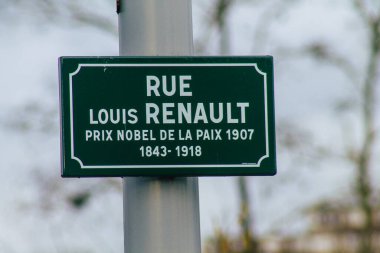 RUE
LOUIS RENAULT
PRIX NOBEL DE LA PAIX 1907
1843-1918